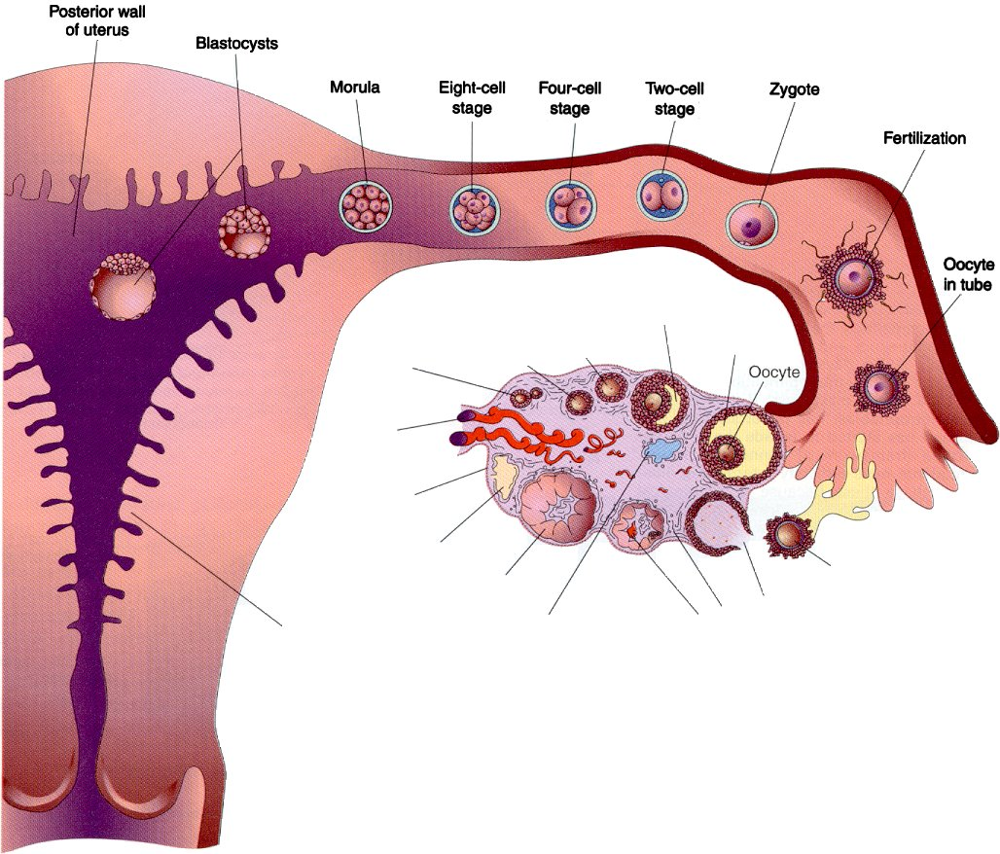 Posterior wall
of uterus
Blastocysts
Morula
Eight-cell
stage
Four-cell
stage
Two-cell
stage
Zygote
Fertilization
Oocyte
in tube
Oocyte